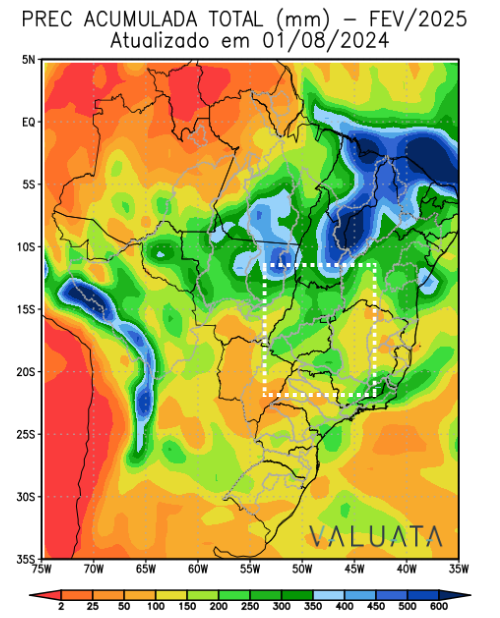 PREC ACUMULADA TOTAL (mm) – FEV/2025
Atualizado em 01/08/2024
5N
EQ
5S
10S
15S
20S
25S
30S
35S
VALUATA
75W 70W 65W 60W 55W 50W 45W 40W 35W
2 25 50 100 150 200 250 300 350 400 450 500 600